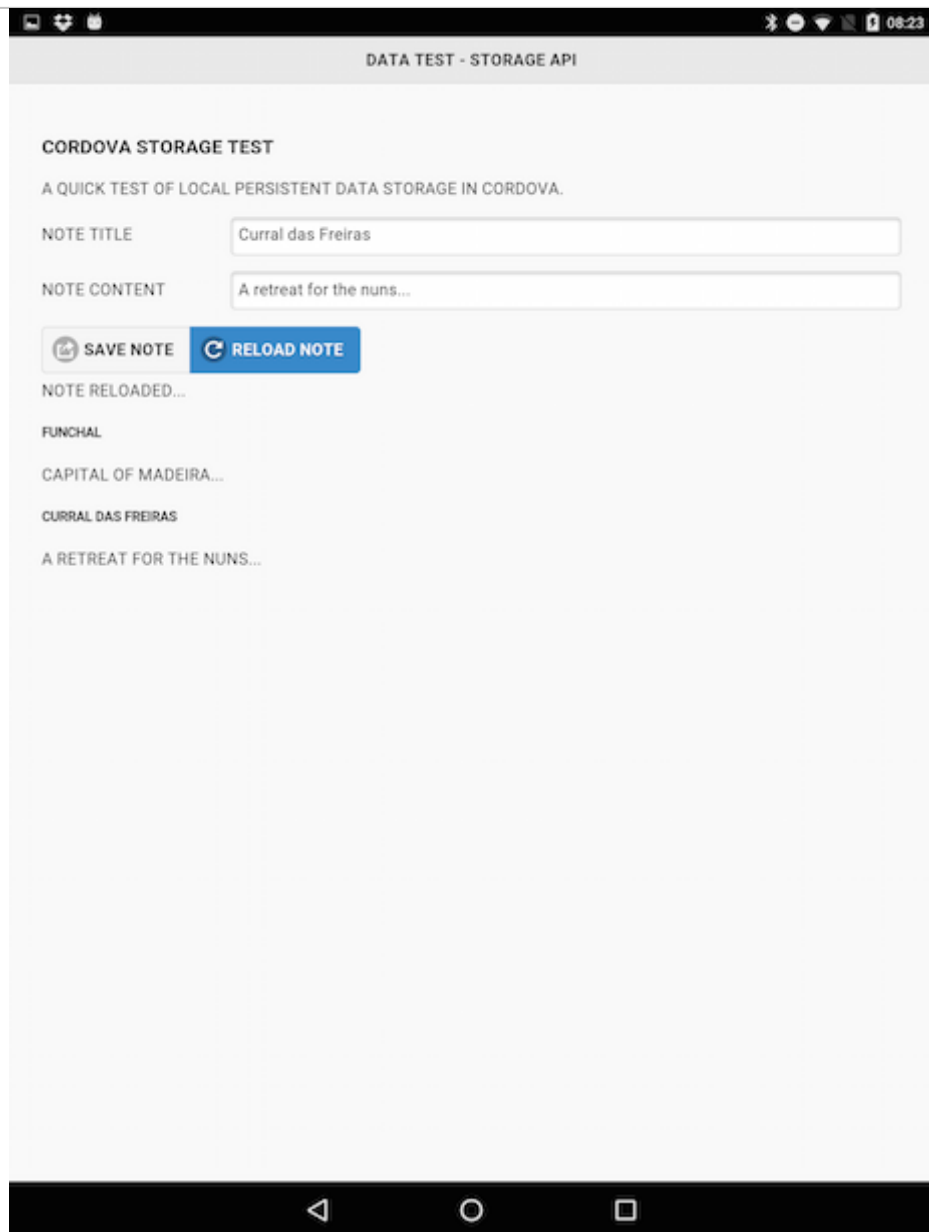 08:23
DATA TEST - STORAGE API
CORDOVA STORAGE TEST
A QUICK TEST OF LOCAL PERSISTENT DATA STORAGE IN CORDOVA.
NOTE TITLE Curral das Freiras
NOTE CONTENT A retreat for the nuns...
SAVE NOTE RELOAD NOTE
NOTE RELOADED...
FUNCHAL
CAPITAL OF MADEIRA...
CURRAL DAS FREIRAS
A RETREAT FOR THE NUNS...